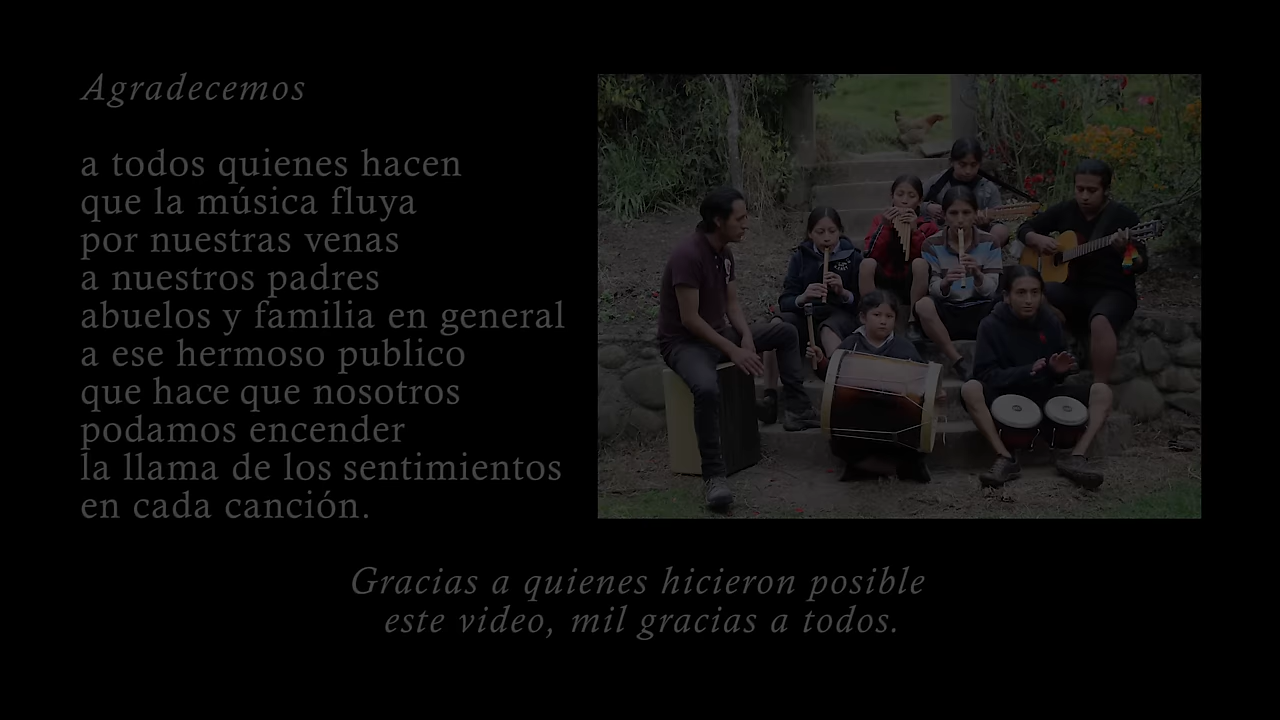 Agradecemos
a todos quienes hacen
que la música fluya
por nuestras venas
a nuestros padres
abuelos y familia en general
a ese hermoso publico
que hace que nosotros
podamos encender
la llama de los sentimientos
en cada canción.
Gracias a quienes hicieron posible
este video, mil gracias a todos.